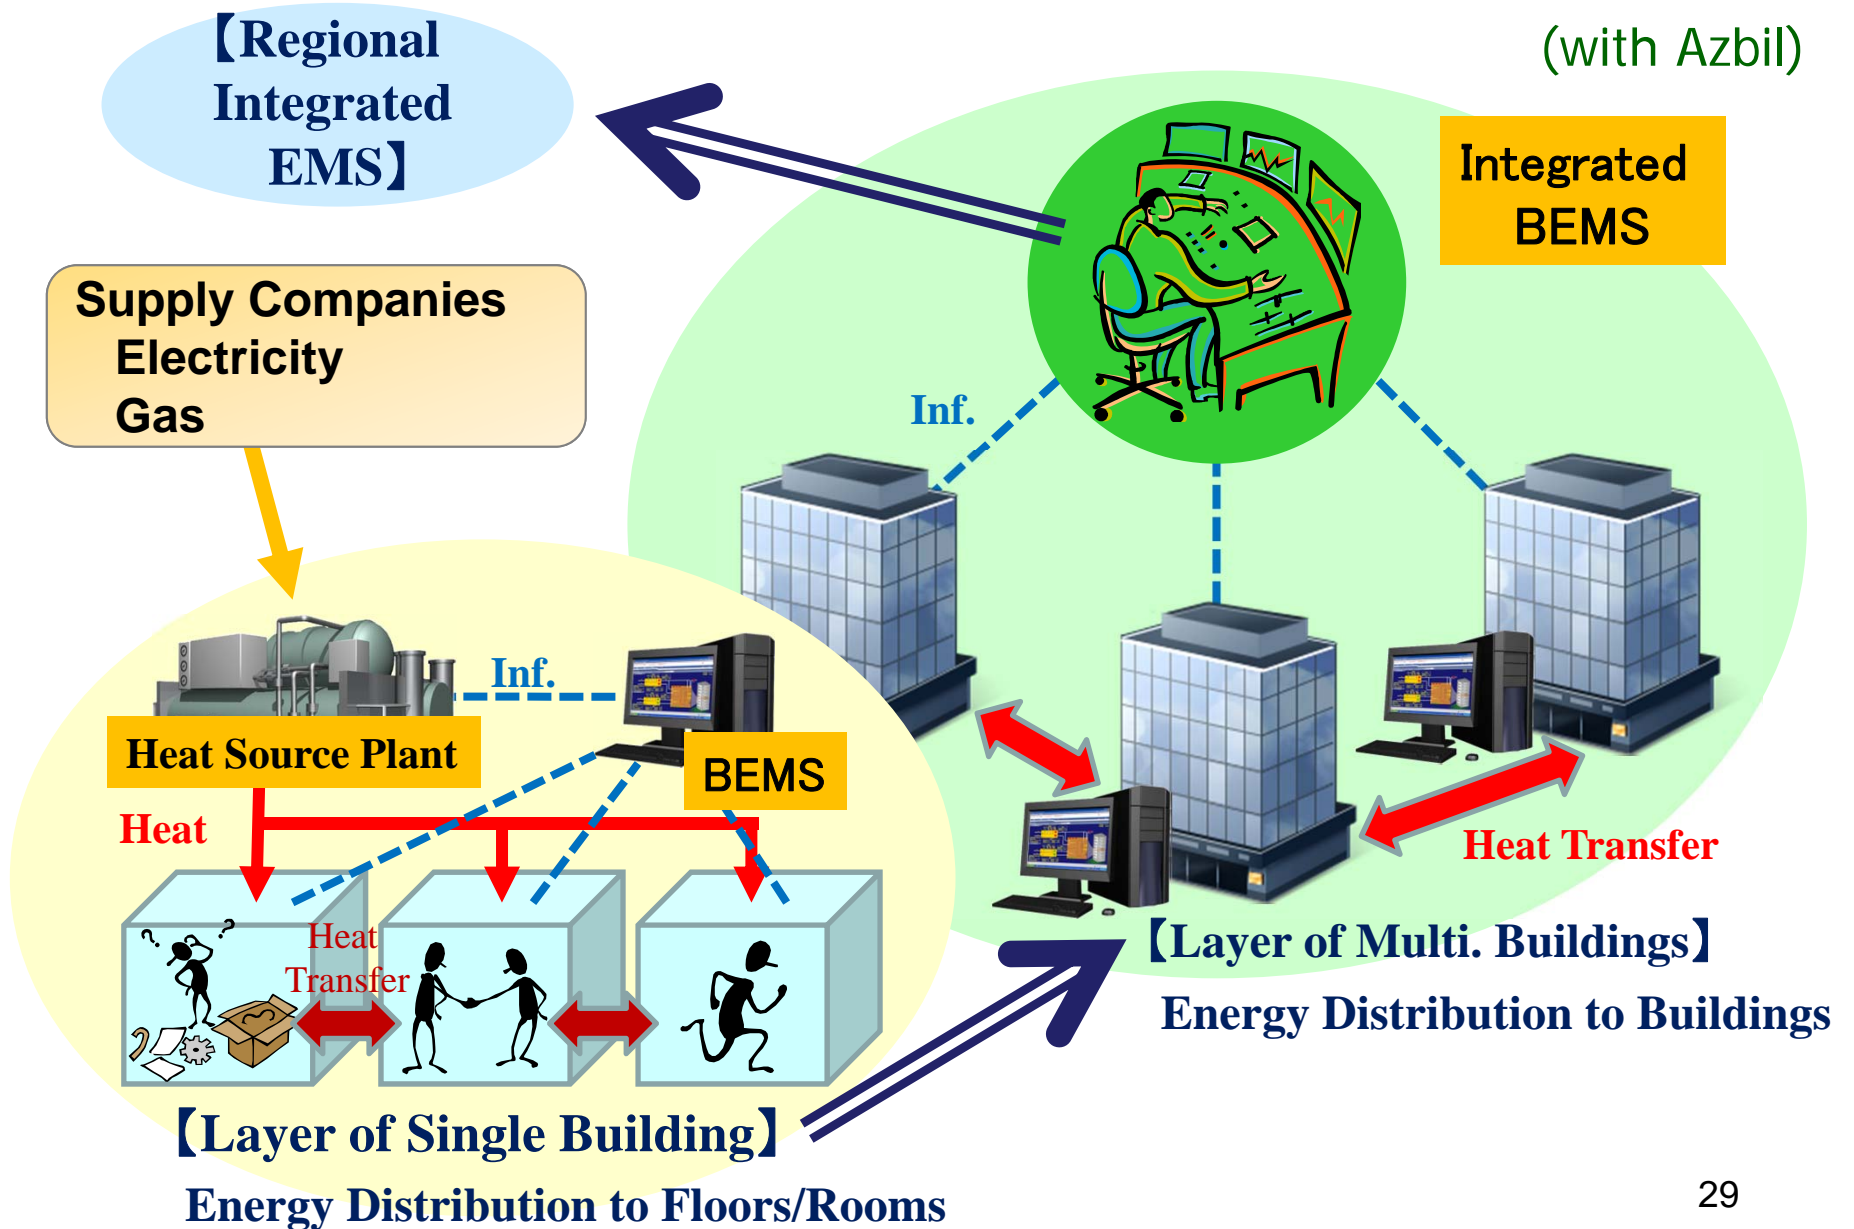 【Regional
Integrated
EMS】
(with Azbil)
Integrated
BEMS
Supply Companies
Electricity
Gas
Inf.
Inf.
Heat Source Plant
BEMS
Heat
Heat Transfer
Heat
Transfer
【Layer of Multi. Buildings】
Energy Distribution to Buildings
【Layer of Single Building】
Energy Distribution to Floors/Rooms
29